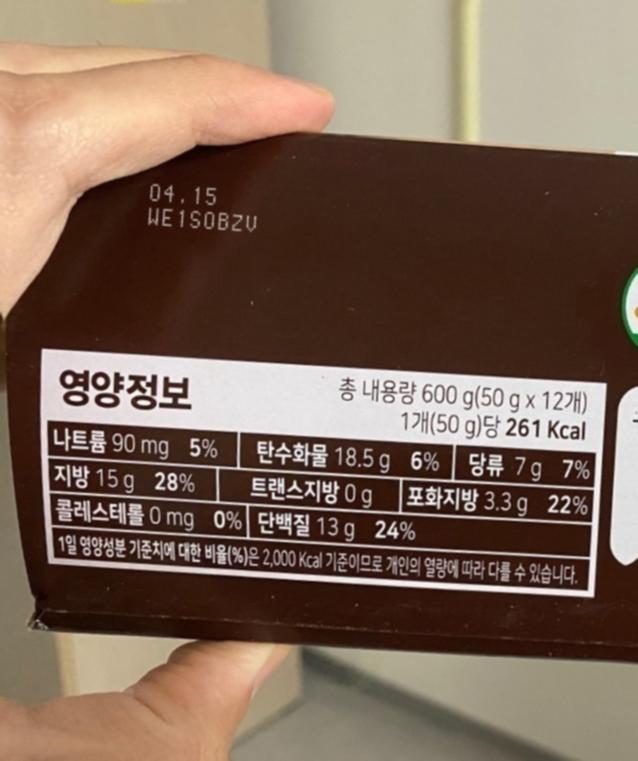 04.15
WE1SOBZV
영양정보
총 내용량 600 g(50 g x 12개)
1개(50 g)당 261 Kcal
나트륨 90 mg 5% 탄수화물 18.5 g 6% 당류 7 g 7%
지방 15 g 28% 트랜스지방 0 g 포화지방 3.3 g 22%
콜레스테롤 0 mg 0% 단백질 13 g 24%
1일 영양성분 기준치에 대한 비율(%)은 2,000 Kcal 기준이므로 개인의 열량에 따라 다를 수 있습니다.